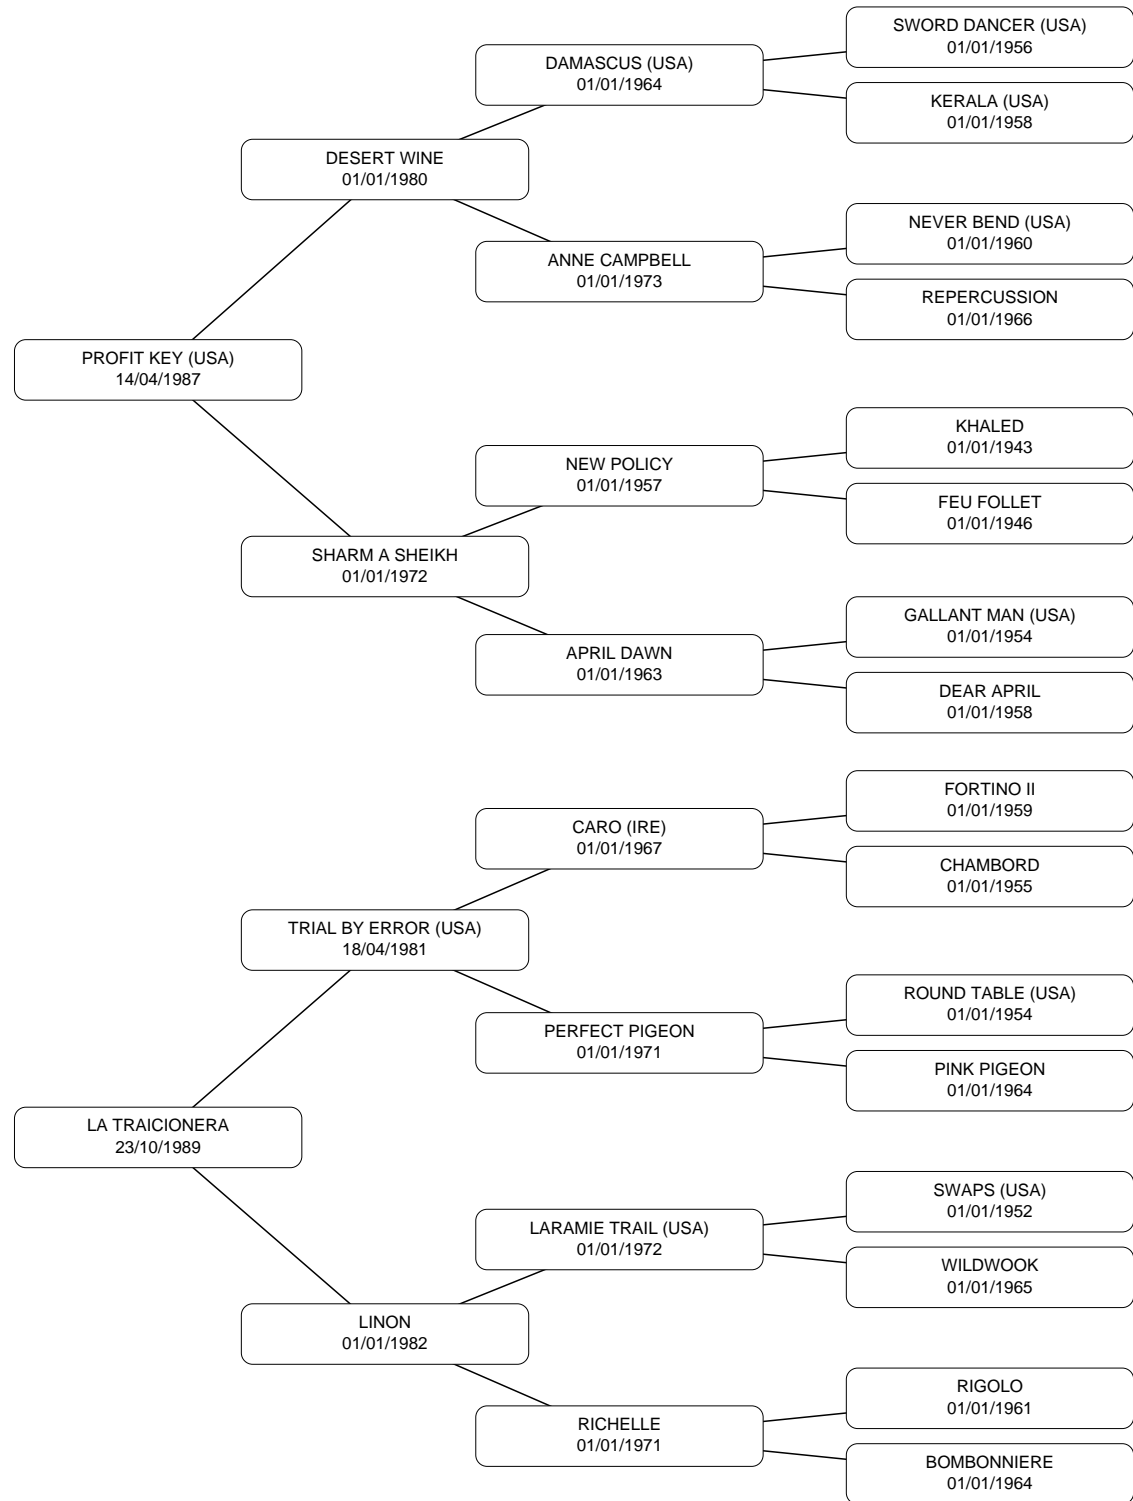 SWORD DANCER (USA)
01/01/1956
DAMASCUS (USA)
01/01/1964
KERALA (USA)
01/01/1958
DESERT WINE
01/01/1980
NEVER BEND (USA)
01/01/1960
ANNE CAMPBELL
01/01/1973
REPERCUSSION
01/01/1966
PROFIT KEY (USA)
14/04/1987
KHALED
01/01/1943
NEW POLICY
01/01/1957
FEU FOLLET
01/01/1946
SHARM A SHEIKH
01/01/1972
GALLANT MAN (USA)
01/01/1954
APRIL DAWN
01/01/1963
DEAR APRIL
01/01/1958
FORTINO II
01/01/1959
CARO (IRE)
01/01/1967
CHAMBORD
01/01/1955
TRIAL BY ERROR (USA)
18/04/1981
ROUND TABLE (USA)
01/01/1954
PERFECT PIGEON
01/01/1971
PINK PIGEON
01/01/1964
LA TRAICIONERA
23/10/1989
SWAPS (USA)
01/01/1952
LARAMIE TRAIL (USA)
01/01/1972
WILDWOOK
01/01/1965
LINON
01/01/1982
RIGOLO
01/01/1961
RICHELLE
01/01/1971
BOMBONNIERE
01/01/1964